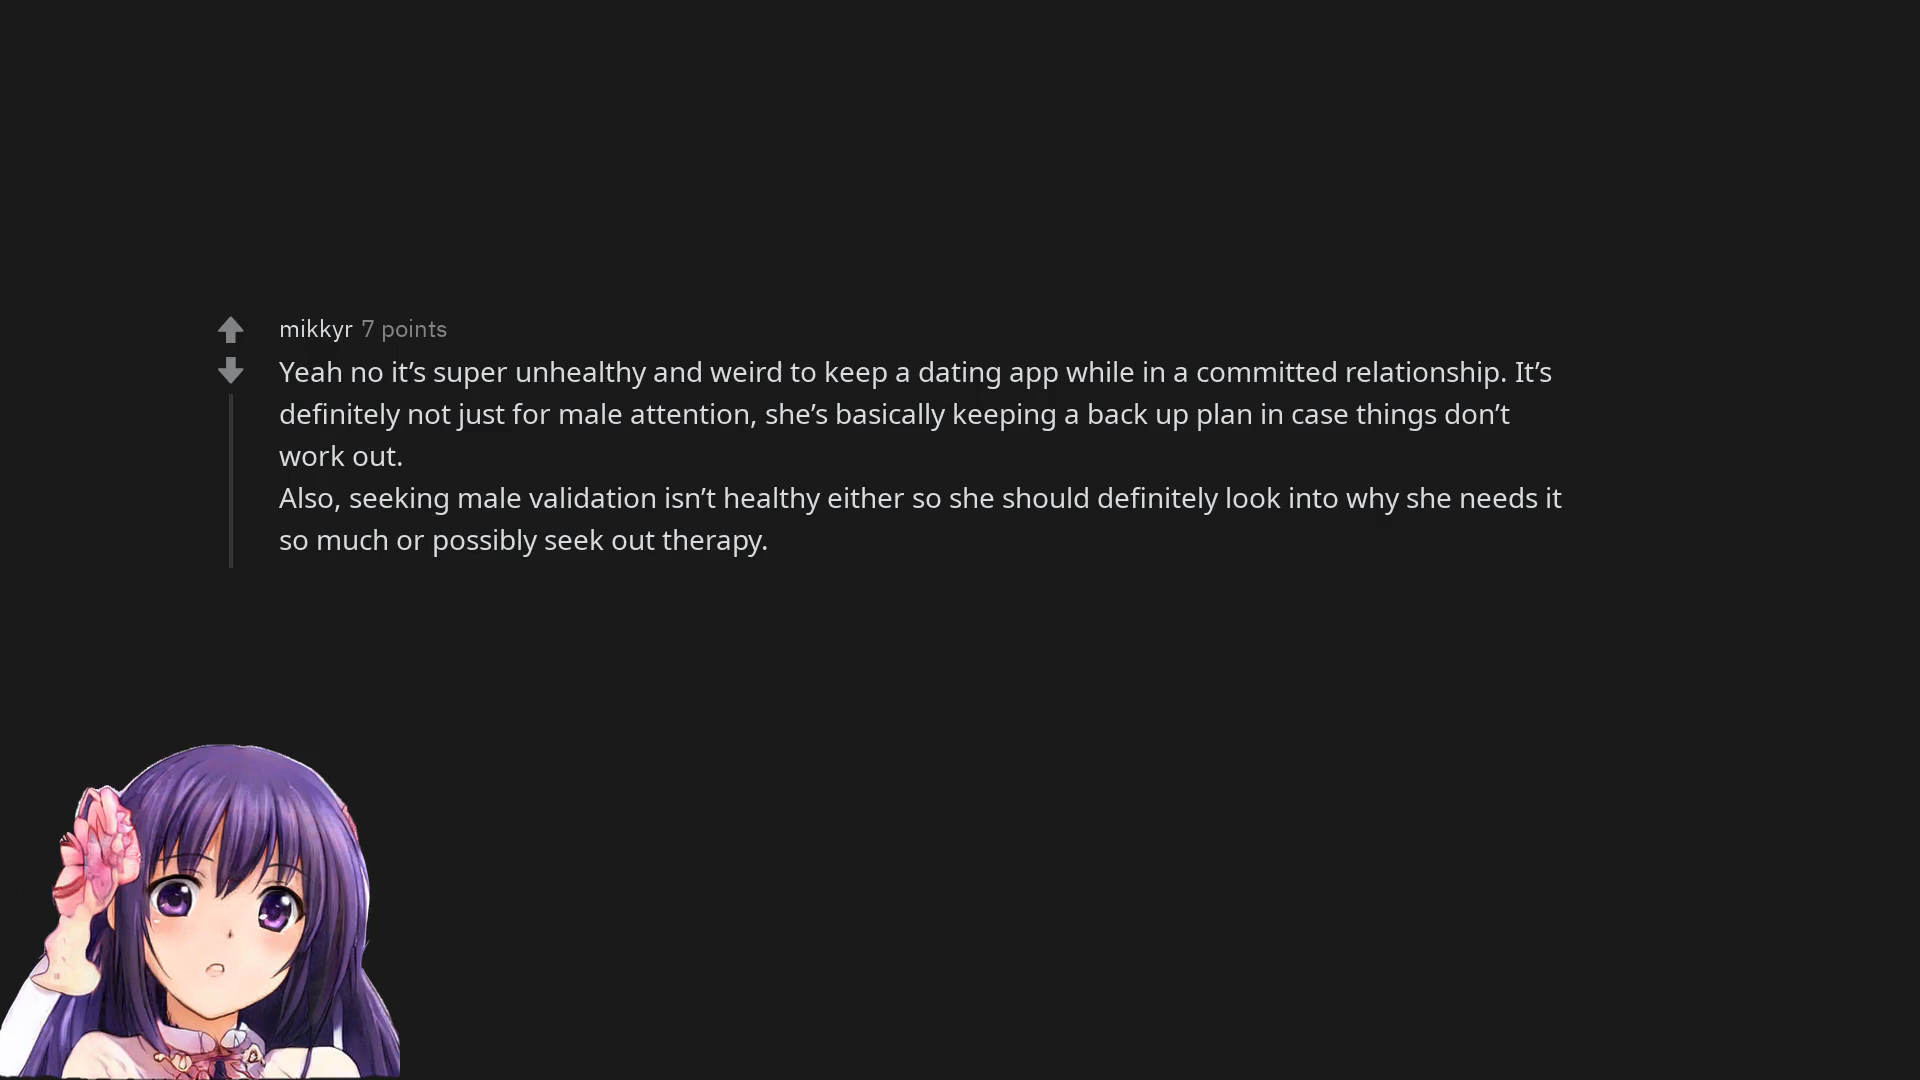 mikkyr 7 points
Yeah no it’s super unhealthy and weird to keep a dating app while in a committed relationship. It’s
definitely not just for male attention, she’s basically keeping a back up plan in case things don’t
work out.
Also, seeking male validation isn’t healthy either so she should definitely look into why she needs it
so much or possibly seek out therapy.